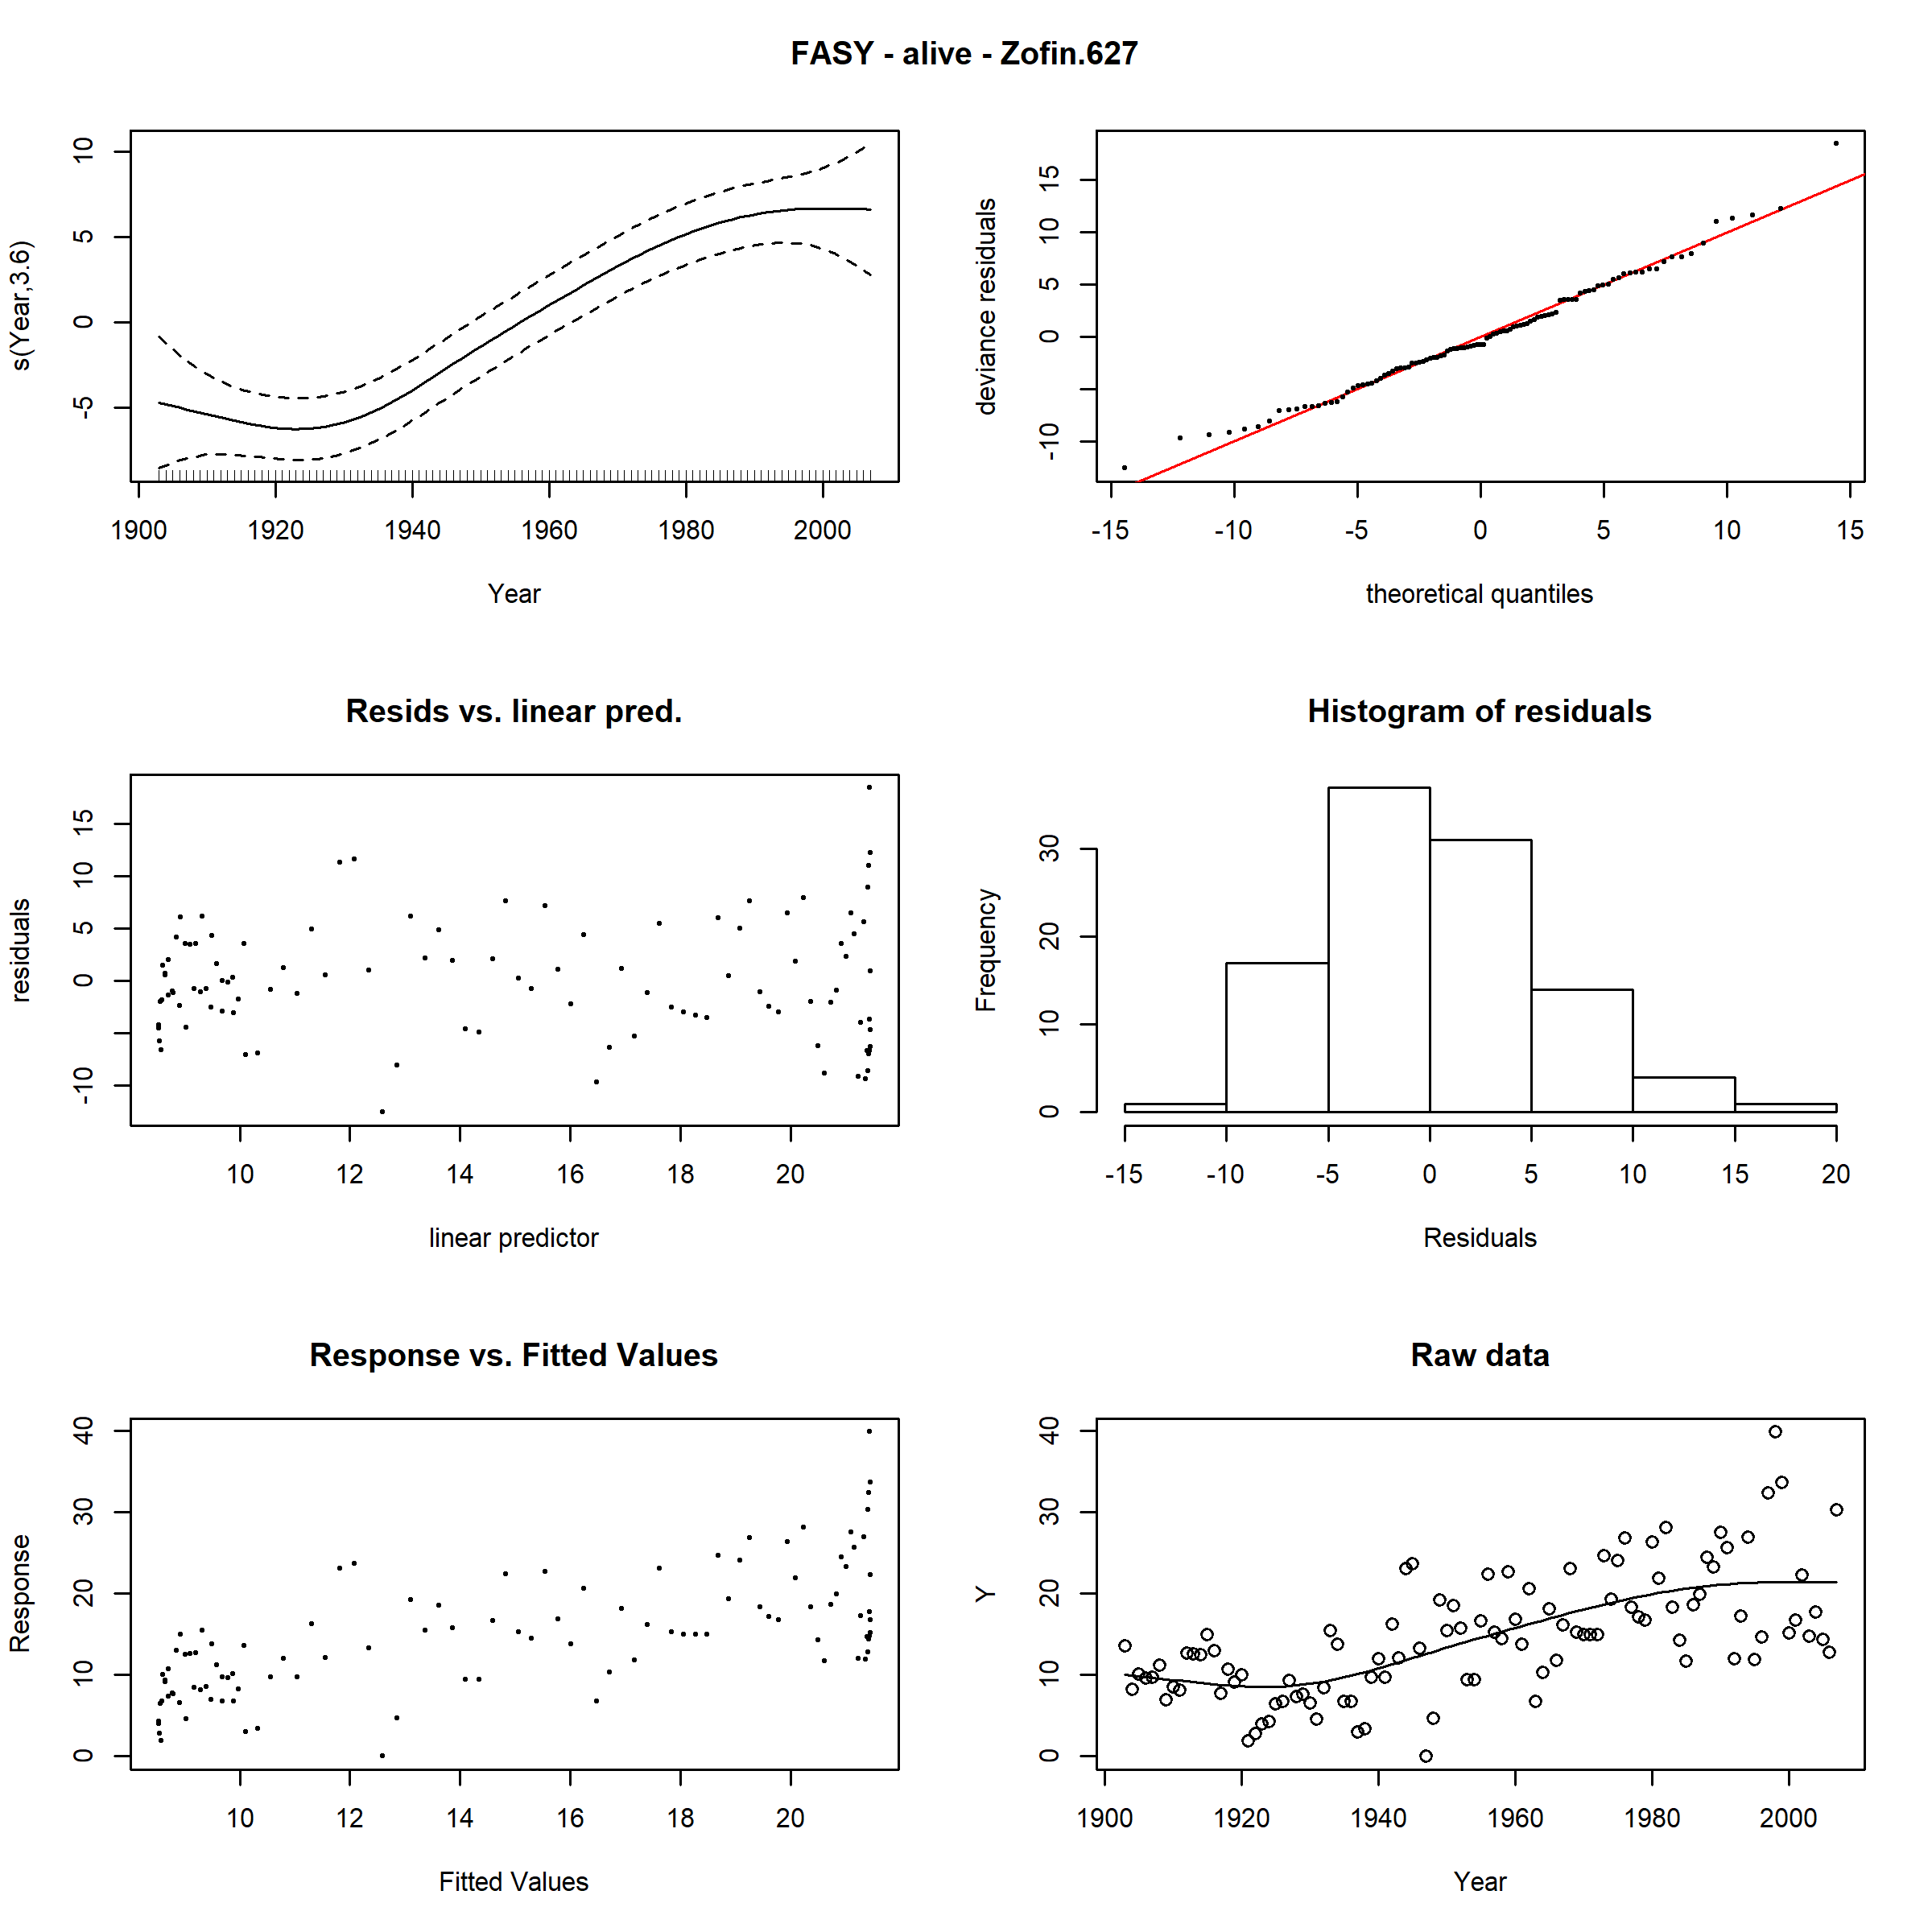 FASY - alive - Zofin.627
s(Year,3.6)
10
5
0
-5
1900 1920 1940 1960 1980 2000
Year
deviance residuals
15
10
5
0
-10
-15 -10 -5 0 5 10 15
theoretical quantiles
Resids vs. linear pred.
residuals
15
10
5
0
-10
10 12 14 16 18 20
linear predictor
Histogram of residuals
Frequency
30
20
10
0
-15 -10 -5 0 5 10 15 20
Residuals
Response vs. Fitted Values
Response
40
30
20
10
0
10 12 14 16 18 20
Fitted Values
Raw data
Y
40
30
20
10
0
1900 1920 1940 1960 1980 2000
Year